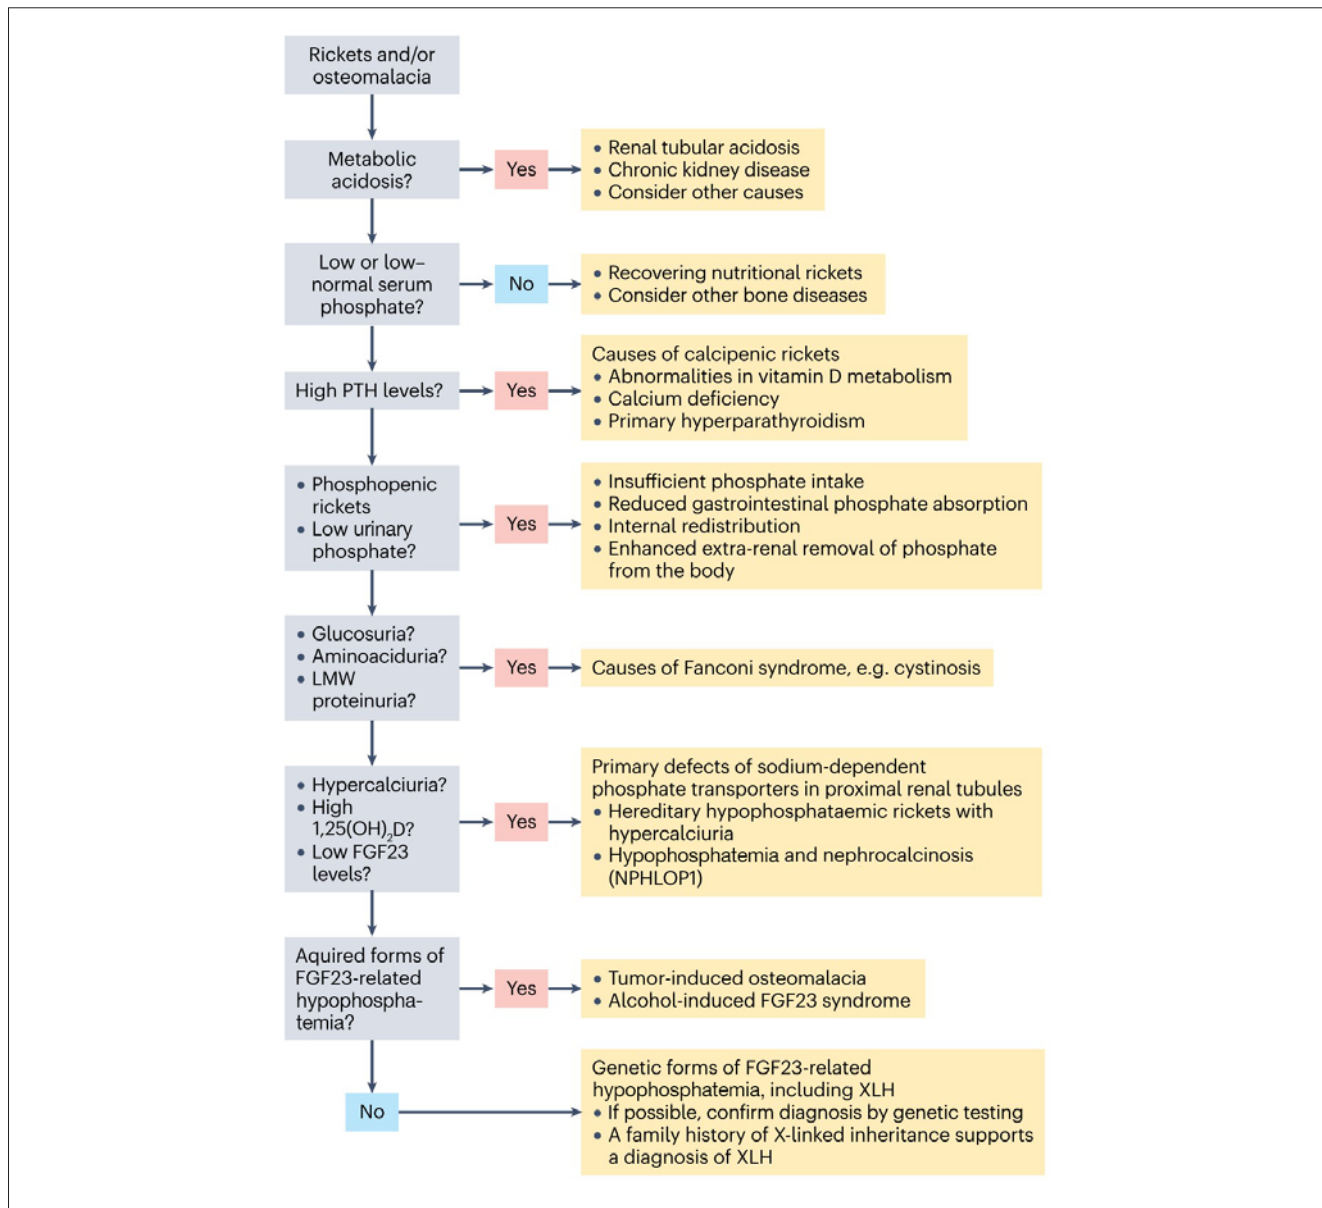 Rickets and/or
osteomalacia
Metabolic
acidosis?
Yes
• Renal tubular acidosis
• Chronic kidney disease
• Consider other causes
Low or low–
normal serum
phosphate?
No
• Recovering nutritional rickets
• Consider other bone diseases
High PTH levels?
Yes
Causes of calcipenic rickets
• Abnormalities in vitamin D metabolism
• Calcium deficiency
• Primary hyperparathyroidism
• Phosphopenic
rickets
• Low urinary
phosphate?
Yes
• Insufficient phosphate intake
• Reduced gastrointestinal phosphate absorption
• Internal redistribution
• Enhanced extra-renal removal of phosphate
from the body
• Glucosuria?
• Aminoaciduria?
• LMW
proteinuria?
Yes
Causes of Fanconi syndrome, e.g. cystinosis
• Hypercalciuria?
• High
1,25(OH)₂D?
• Low FGF23
levels?
Yes
Primary defects of sodium-dependent
phosphate transporters in proximal renal tubules
• Hereditary hypophosphataemic rickets with
hypercalciuria
• Hypophosphatemia and nephrocalcinosis
(NPHLOP1)
Aquired forms of
FGF23-related
hypophospha-
temia?
Yes
• Tumor-induced osteomalacia
• Alcohol-induced FGF23 syndrome
No
Genetic forms of FGF23-related
hypophosphatemia, including XLH
• If possible, confirm diagnosis by genetic testing
• A family history of X-linked inheritance supports
a diagnosis of XLH